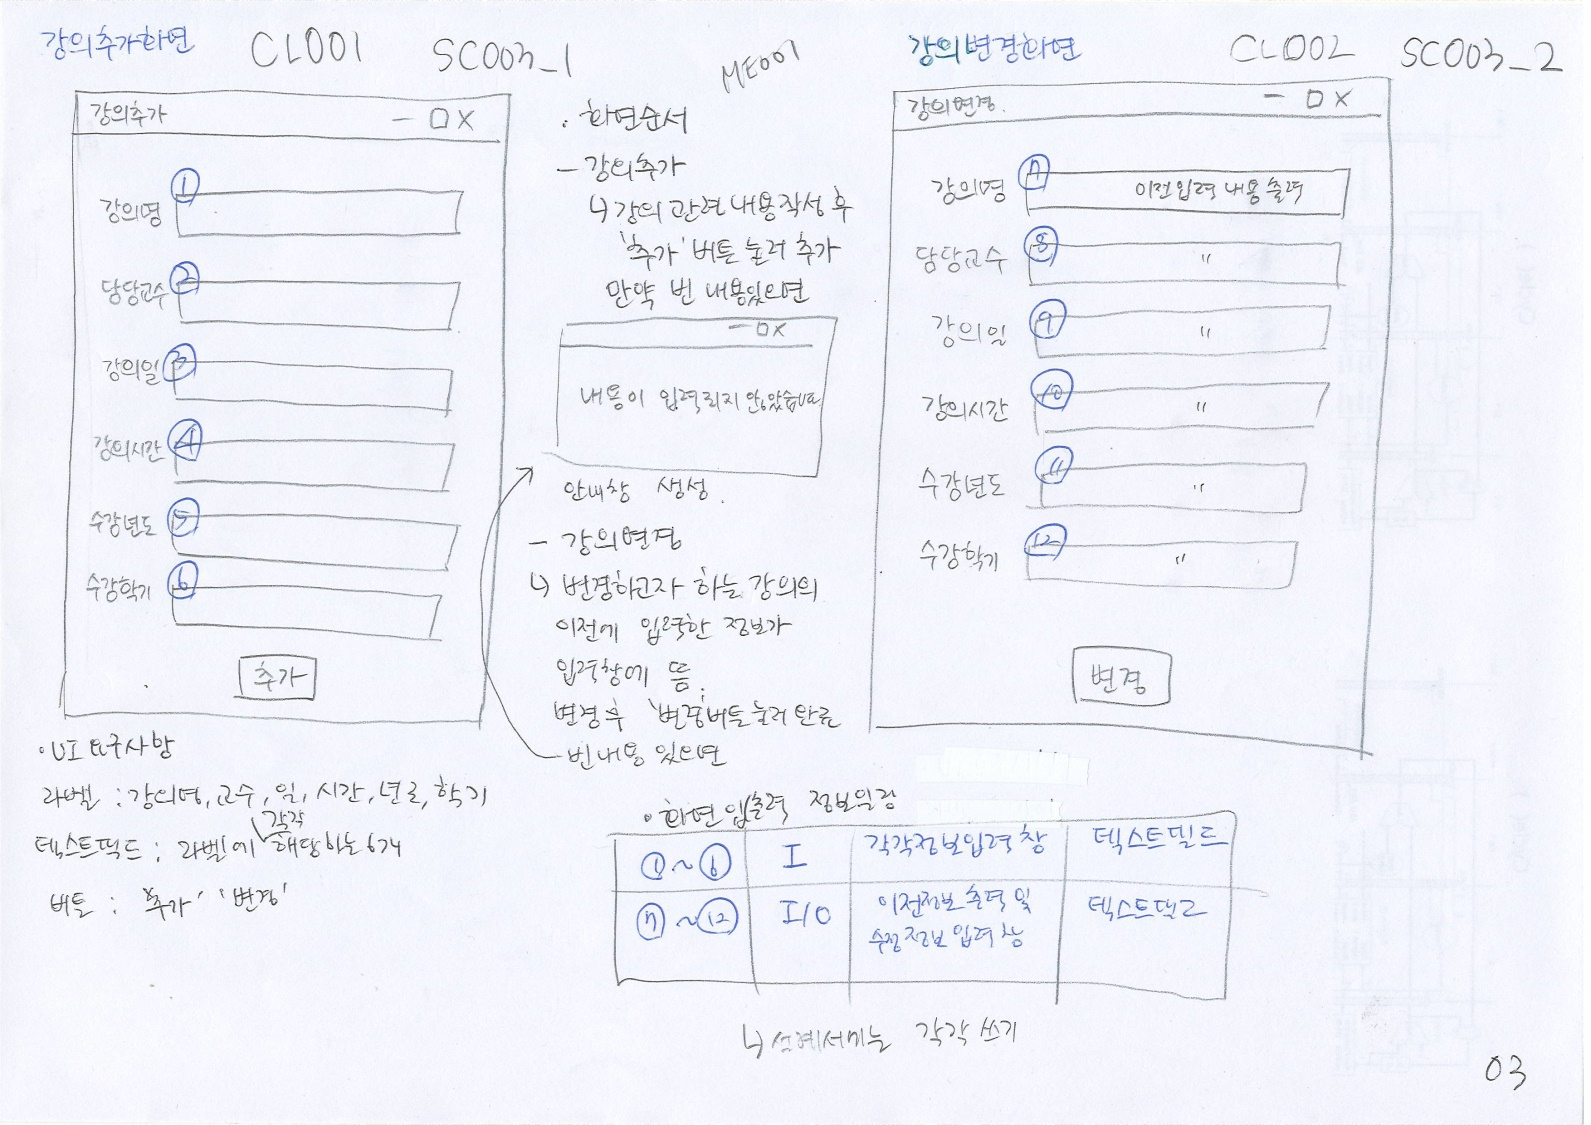 강의추가화면 CL001 SC003_1
강의추가 - □ X
강의명 1
담당교수 2
강의일 3
강의시간 4
수강년도 5
수강학기 6
추가
· UI 요구사항
라벨 : 강의명, 교수, 일, 시간, 년도, 학기
각각
텍스트필드 : 라벨에 해당하는 6개
버튼 : '추가' '변경'
ME001
· 화면순서
- 강의추가
↳ 강의 관련 내용작성 후
'추가' 버튼 눌러 추가
만약 빈 내용있으면
- □ X
내용이 입력되지 않았습니다
안내창 생성.
- 강의변경
↳ 변경하고자 하는 강의의
이전에 입력한 정보가
입력창에 뜸.
변경 후 '변경'버튼 눌러 완료
빈 내용 있으면
강의변경화면 CL002 SC003_2
강의변경. - □ X
강의명 7 이전입력 내용 출력
담당교수 8 "
강의일 9 "
강의시간 10 "
수강년도 11 "
수강학기 12 "
변경
· 화면 입출력 정보일람
① ~ ⑥ I 각각정보입력 창 텍스트필드
⑦ ~ ⑫ I/O 이전정보 출력 및 텍스트필드
수정 정보 입력 창
↳ 설계서에는 각각 쓰기
03